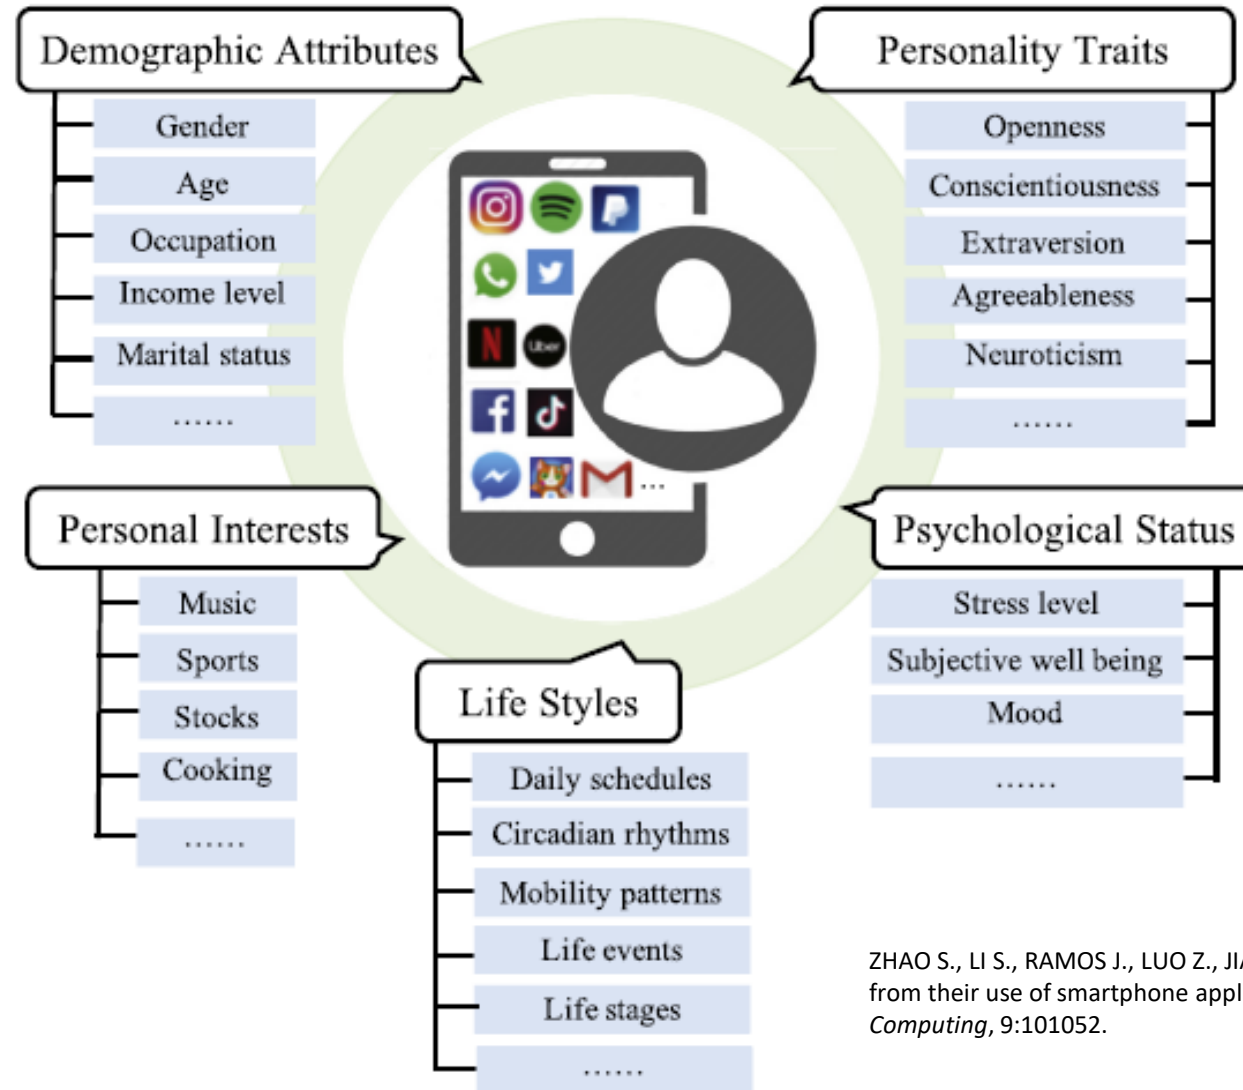 Demographic Attributes
Gender
Age
Occupation
Income level
Marital status
......
Personality Traits
Openness
Conscientiousness
Extraversion
Agreeableness
Neuroticism
......
Uber
...
Personal Interests
Music
Sports
Stocks
Cooking
......
Psychological Status
Stress level
Subjective well being
Mood
......
Life Styles
Daily schedules
Circadian rhythms
Mobility patterns
Life events
Life stages
......
ZHAO S., LI S., RAMOS J., LUO Z., JIA
from their use of smartphone appl
Computing, 9:101052.